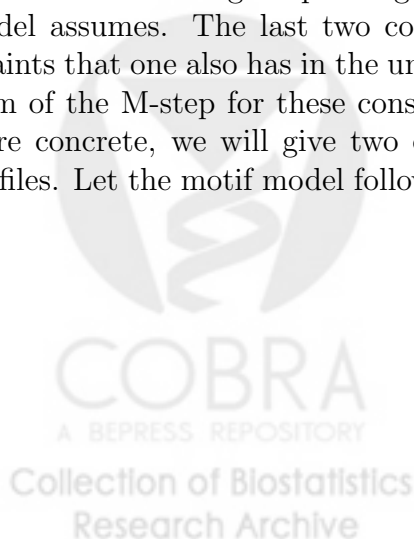 del assumes. The last two co
aints that one also has in the un
m of the M-step for these cons
re concrete, we will give two
files. Let the motif model follow
COBRA
A BEPRESS REPOSITORY
Collection of Biostatistics
Research Archive